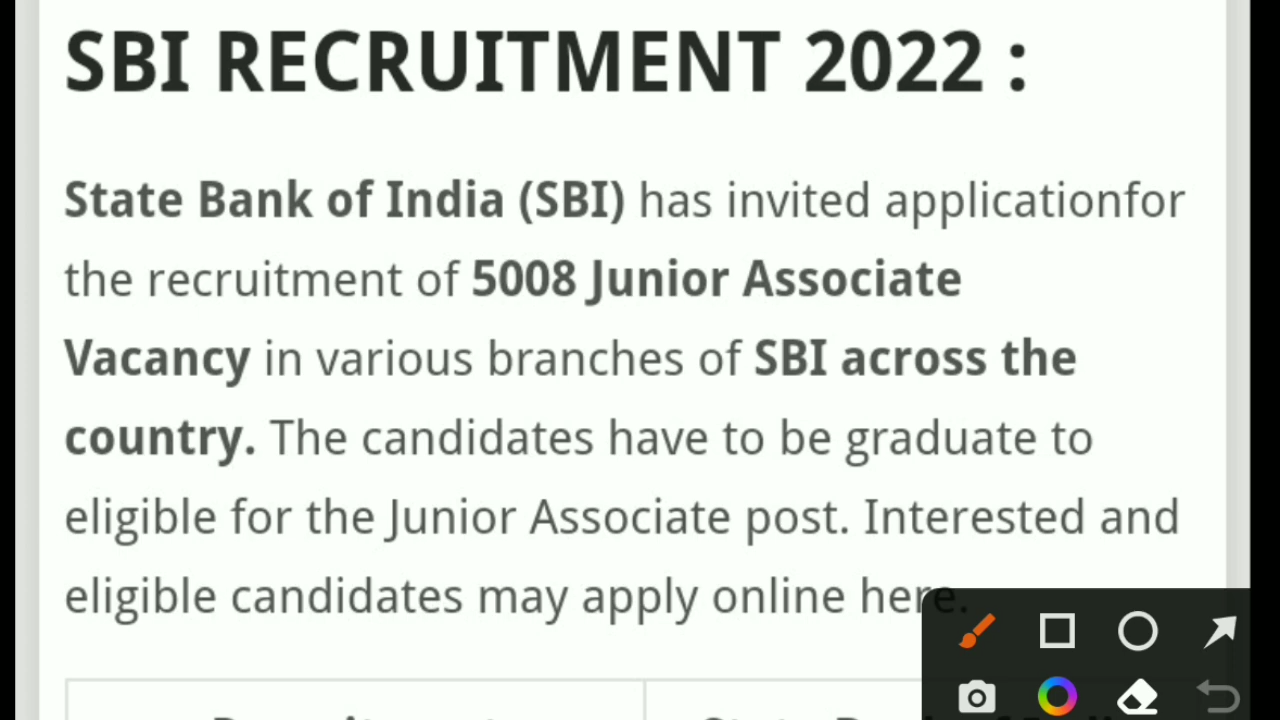 SBI RECRUITMENT 2022 :
State Bank of India (SBI) has invited applicationfor
the recruitment of 5008 Junior Associate
Vacancy in various branches of SBI across the
country. The candidates have to be graduate to
eligible for the Junior Associate post. Interested and
eligible candidates may apply online here.